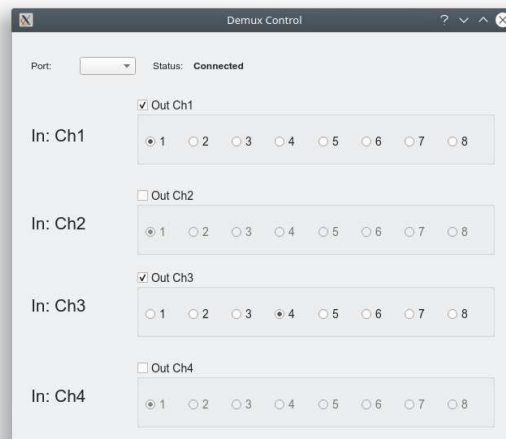 Demux Control
Port: Status: Connected
Out Ch1
In: Ch1
1 2 3 4 5 6 7 8
Out Ch2
In: Ch2
1 2 3 4 5 6 7 8
Out Ch3
In: Ch3
1 2 3 4 5 6 7 8
Out Ch4
In: Ch4
1 2 3 4 5 6 7 8